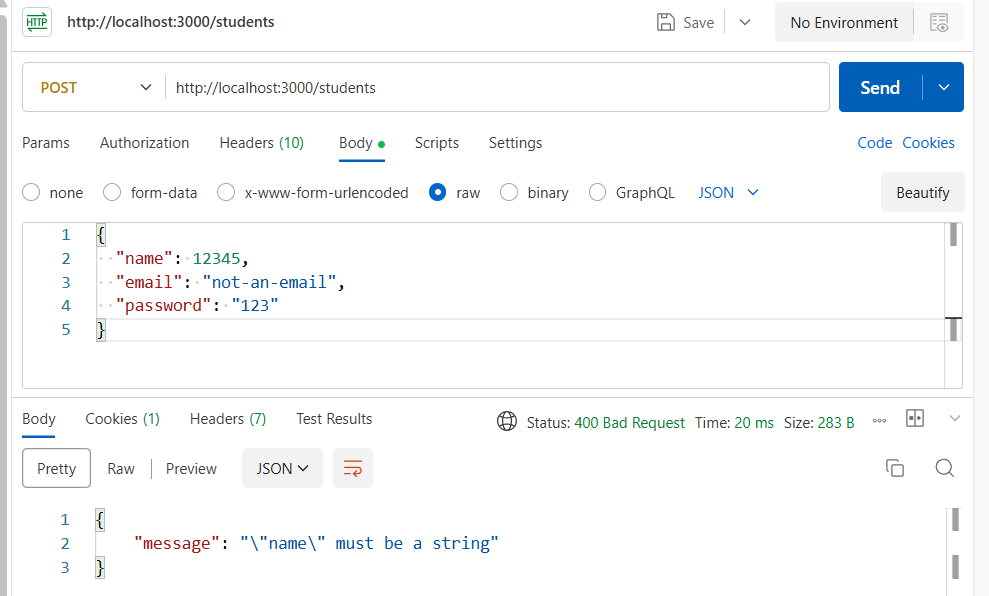 HTTP http://localhost:3000/students Save No Environment
POST http://localhost:3000/students Send
Params Authorization Headers (10) Body Scripts Settings Code Cookies
none form-data x-www-form-urlencoded raw binary GraphQL JSON Beautify
1 {
2 "name": 12345,
3 "email": "not-an-email",
4 "password": "123"
5 }
Body Cookies (1) Headers (7) Test Results Status: 400 Bad Request Time: 20 ms Size: 283 B
Pretty Raw Preview JSON
1 {
2 "message": "\"name\" must be a string"
3 }